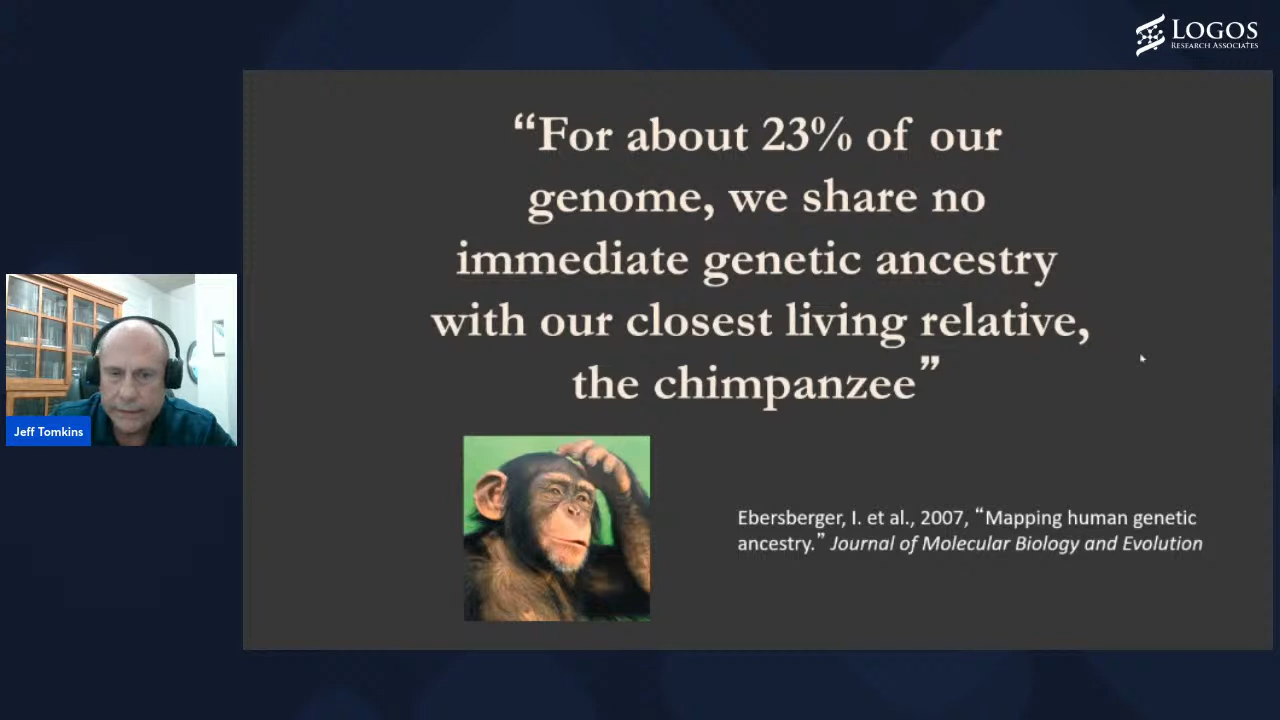 LOGOS
RESEARCH ASSOCIATES
“For about 23% of our
genome, we share no
immediate genetic ancestry
with our closest living relative,
the chimpanzee”
Jeff Tomkins
Ebersberger, I. et al., 2007, “Mapping human genetic
ancestry.” Journal of Molecular Biology and Evolution